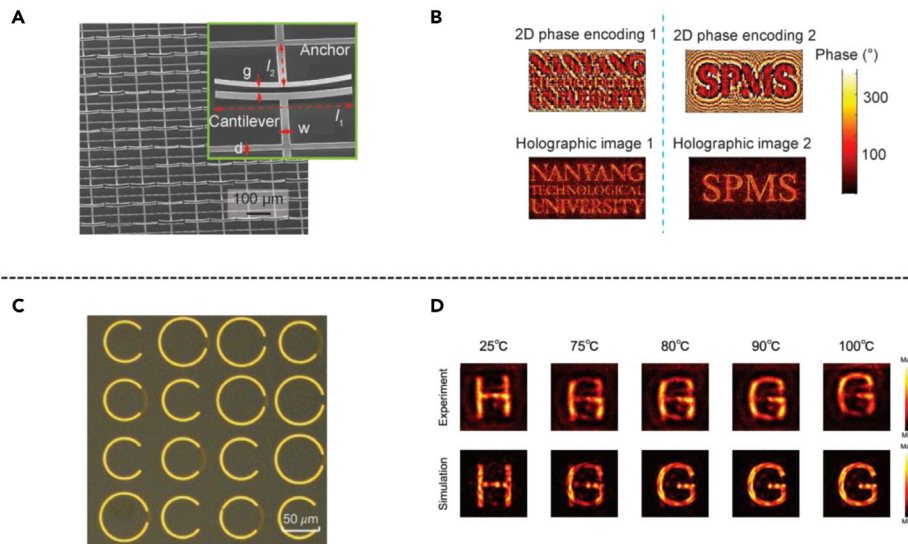 A
Anchor
g
l2
Cantilever
w
l1
d
100 µm
B
2D phase encoding 1
2D phase encoding 2
Phase (°)
300
100
NANYANG
TECHNOLOGICAL
UNIVERSITY
SPMS
Holographic image 1
Holographic image 2
NANYANG
TECHNOLOGICAL
UNIVERSITY
SPMS
C
50 µm
D
25℃ 75℃ 80℃ 90℃ 100℃
Experiment
H G G G G
Simulation
H G G G G